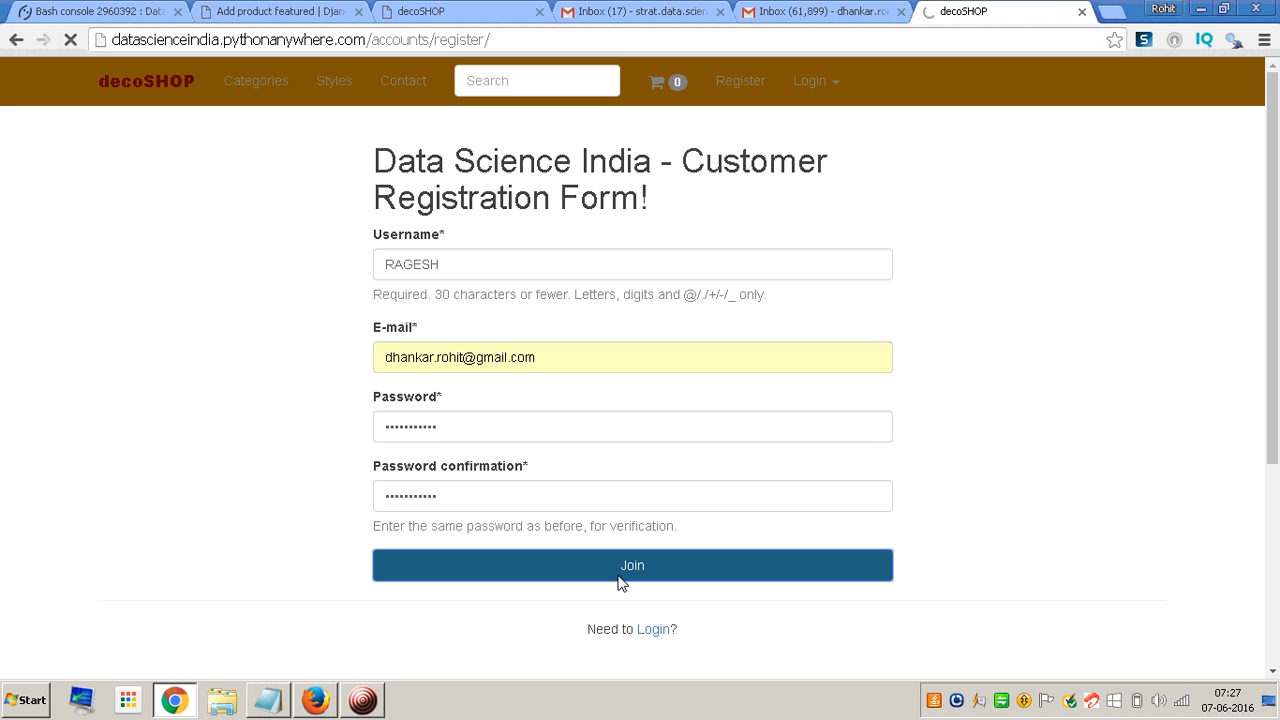 Bash console 2960392 : Da
Add product featured | Djan
decoSHOP
Inbox (17) - strat.data.scien
Inbox (61,899) - dhankar.ro
decoSHOP
Rohit
datascienceindia.pythonanywhere.com/accounts/register/
decoSHOP Categories Styles Contact Search 0 Register Login
Data Science India - Customer
Registration Form!
Username*
RAGESH
Required. 30 characters or fewer. Letters, digits and @/./+/-/_ only.
E-mail*
dhankar.rohit@gmail.com
Password*
•••••••••••
Password confirmation*
•••••••••••
Enter the same password as before, for verification.
Join
Need to Login?
Start
07:27
07-06-2016